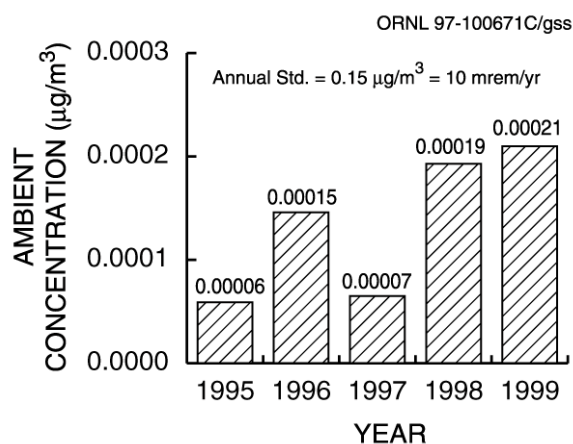 ORNL 97-100671C/gss
Annual Std. = 0.15 μg/m³ = 10 mrem/yr
AMBIENT
CONCENTRATION (μg/m³)
0.0003
0.0002
0.0001
0.0000
0.00006
0.00015
0.00007
0.00019
0.00021
1995 1996 1997 1998 1999
YEAR